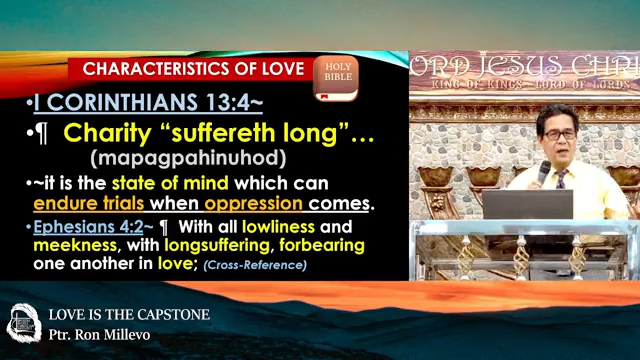 CHARACTERISTICS OF LOVE
HOLY
BIBLE
•I CORINTHIANS 13:4~
•¶ Charity “suffereth long”…
(mapagpahinuhod)
•~it is the state of mind which can
endure trials when oppression comes.
•Ephesians 4:2~ ¶ With all lowliness and
meekness, with longsuffering, forbearing
one another in love; (Cross-Reference)
ORD JESUS CHRI
KING OF KINGS~LORD OF LORDS
LOVE IS THE CAPSTONE
Ptr. Ron Millevo